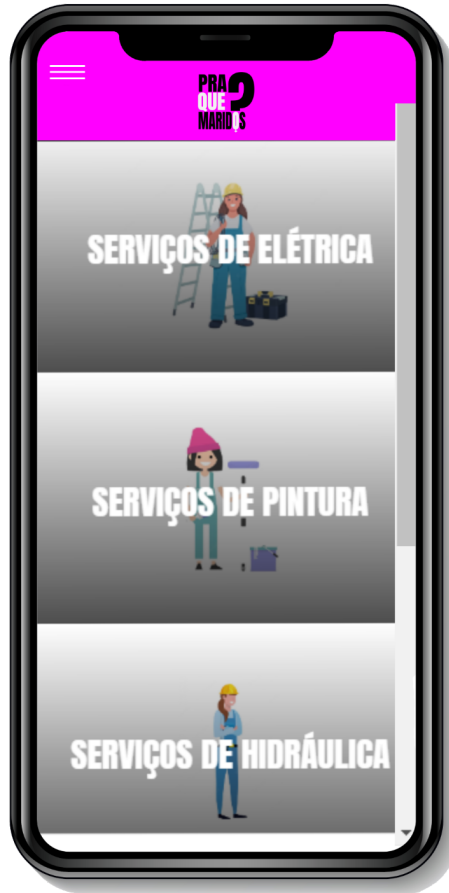 PRA
QUE
MARIDOS
?
SERVIÇOS DE ELÉTRICA
SERVIÇOS DE PINTURA
SERVIÇOS DE HIDRÁULICA